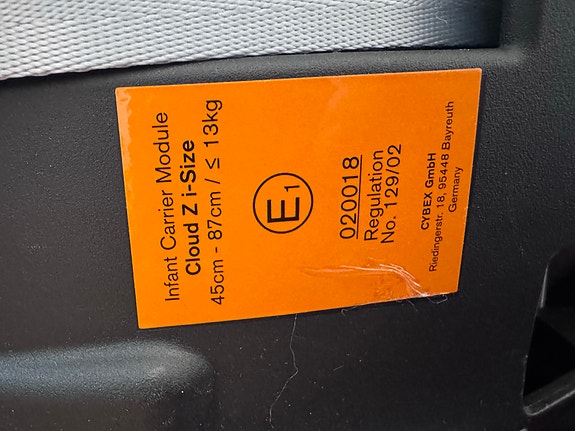 Infant Carrier Module
Cloud Z i-Size
45cm - 87cm / ≤ 13kg
E1
020018
Regulation
No. 129/02
CYBEX GmbH
Riedingerstr. 18, 95448 Bayreuth
Germany